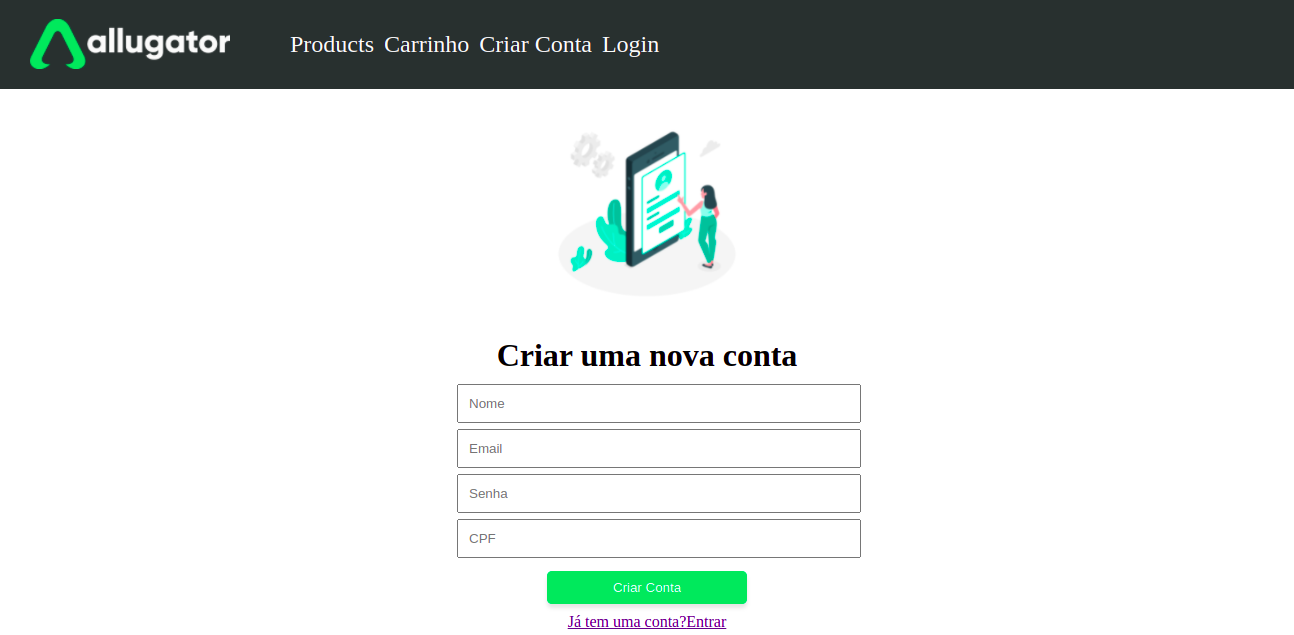 allugator
Products Carrinho Criar Conta Login
Criar uma nova conta
Nome
Email
Senha
CPF
Criar Conta
Já tem uma conta?Entrar